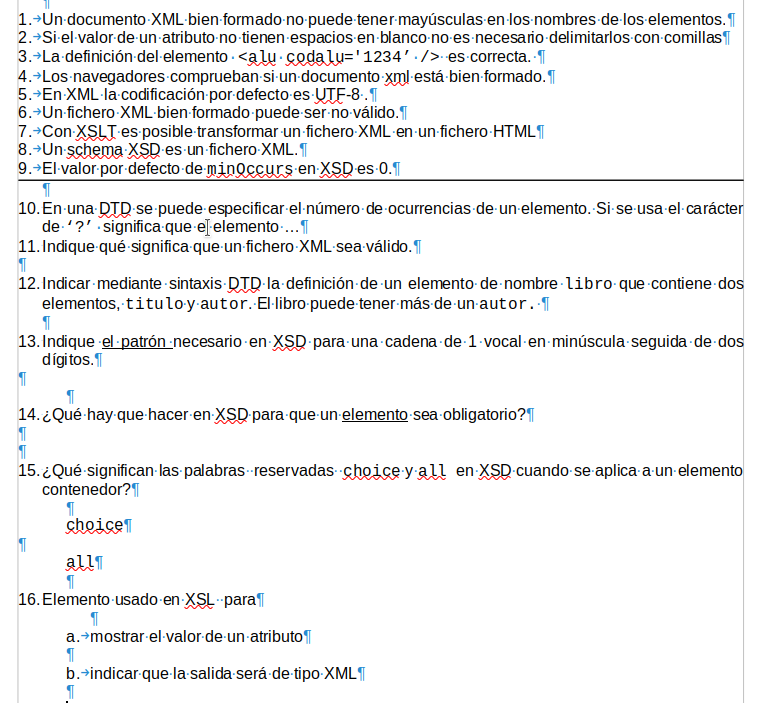 1. Un documento XML bien formado no puede tener mayúsculas en los nombres de los elementos.
2. Si el valor de un atributo no tienen espacios en blanco no es necesario delimitarlos con comillas
3. La definición del elemento <alu codalu='1234’ /> es correcta.
4. Los navegadores comprueban si un documento xml está bien formado.
5. En XML la codificación por defecto es UTF-8 .
6. Un fichero XML bien formado puede ser no válido.
7. Con XSLT es posible transformar un fichero XML en un fichero HTML
8. Un schema XSD es un fichero XML.
9. El valor por defecto de minOccurs en XSD es 0.
10. En una DTD se puede especificar el número de ocurrencias de un elemento. Si se usa el carácter
de ‘?’ significa que el elemento …
11. Indique qué significa que un fichero XML sea válido.
12. Indicar mediante sintaxis DTD la definición de un elemento de nombre libro que contiene dos
elementos, titulo y autor. El libro puede tener más de un autor.
13. Indique el patrón necesario en XSD para una cadena de 1 vocal en minúscula seguida de dos
dígitos.
14. ¿Qué hay que hacer en XSD para que un elemento sea obligatorio?
15. ¿Qué significan las palabras reservadas choice y all en XSD cuando se aplica a un elemento
contenedor?
choice
all
16. Elemento usado en XSL para
a. mostrar el valor de un atributo
b. indicar que la salida será de tipo XML